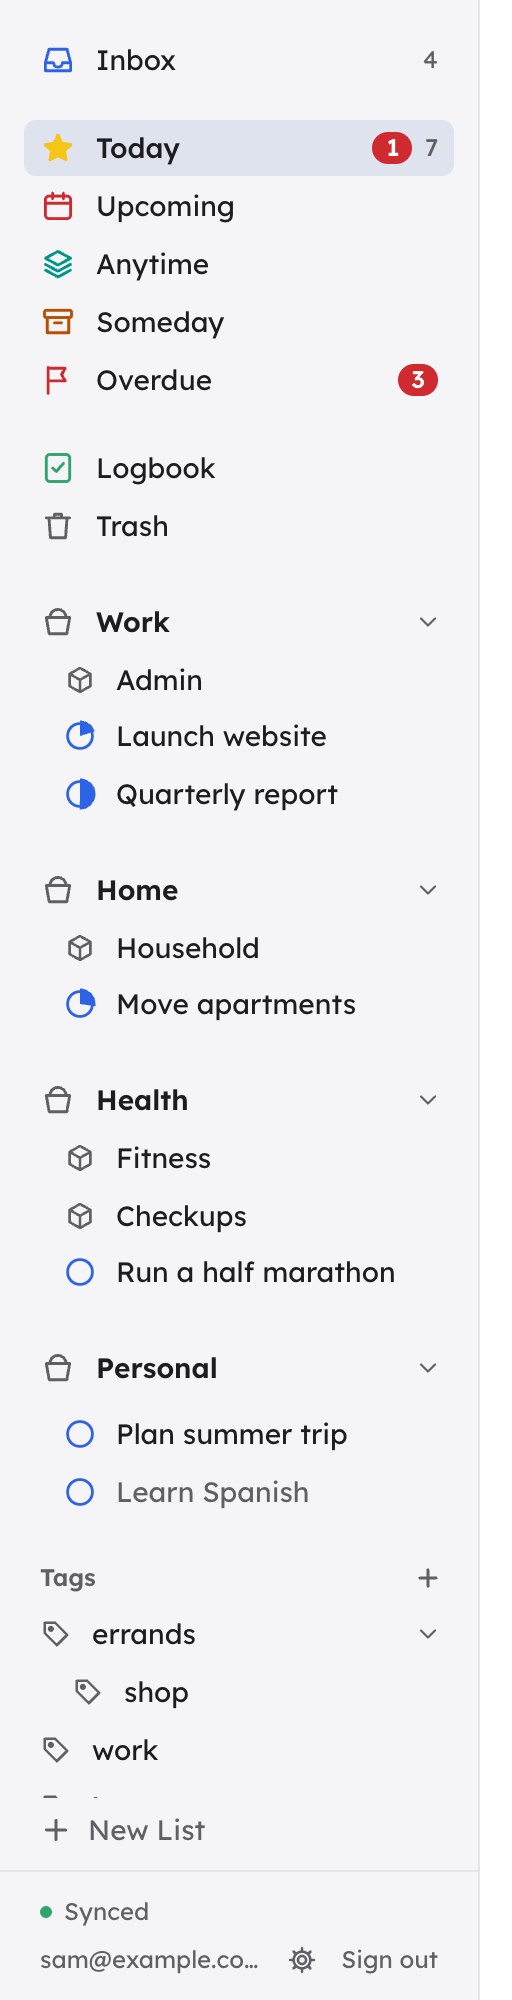 Inbox 4
Today 1 7
Upcoming
Anytime
Someday
Overdue 3
Logbook
Trash
Work
Admin
Launch website
Quarterly report
Home
Household
Move apartments
Health
Fitness
Checkups
Run a half marathon
Personal
Plan summer trip
Learn Spanish
Tags
errands
shop
work
New List
Synced
sam@example.co... Sign out